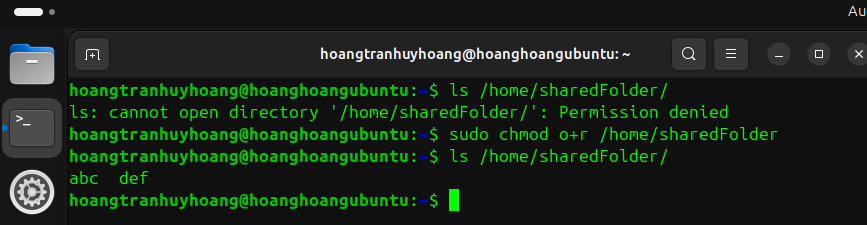 Au
hoangtranhuyhoang@hoanghoangubuntu: ~
hoangtranhuyhoang@hoanghoangubuntu:~$ ls /home/sharedFolder/
ls: cannot open directory '/home/sharedFolder/': Permission denied
hoangtranhuyhoang@hoanghoangubuntu:~$ sudo chmod o+r /home/sharedFolder
hoangtranhuyhoang@hoanghoangubuntu:~$ ls /home/sharedFolder/
abc  def
hoangtranhuyhoang@hoanghoangubuntu:~$
>_